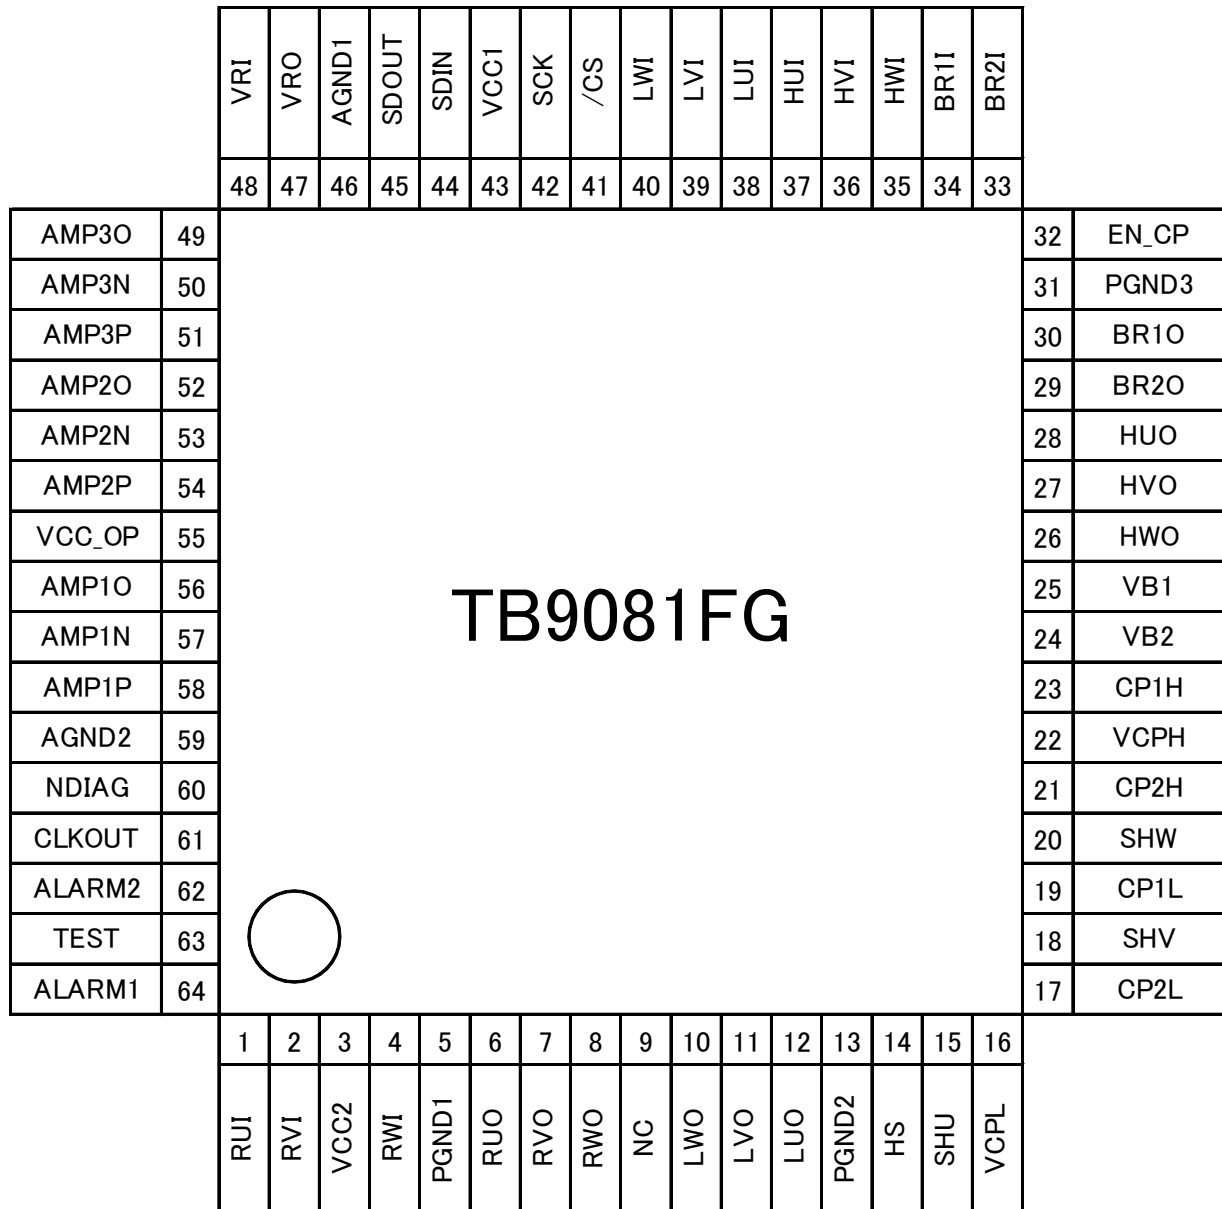 VRI VRO AGND1 SDOUT SDIN VCC1 SCK /CS LWI LVI LUI HUI HVI HWI BR1I BR2I
48 47 46 45 44 43 42 41 40 39 38 37 36 35 34 33
AMP3O 49 32 EN_CP
AMP3N 50 31 PGND3
AMP3P 51 30 BR1O
AMP2O 52 29 BR2O
AMP2N 53 28 HUO
AMP2P 54 27 HVO
VCC_OP 55 26 HWO
AMP1O 56 25 VB1
TB9081FG
AMP1N 57 24 VB2
AMP1P 58 23 CP1H
AGND2 59 22 VCPH
NDIAG 60 21 CP2H
CLKOUT 61 20 SHW
ALARM2 62 19 CP1L
TEST 63 18 SHV
ALARM1 64 17 CP2L
1 2 3 4 5 6 7 8 9 10 11 12 13 14 15 16
RUI RVI VCC2 RWI PGND1 RUO RVO RWO NC LWO LVO LUO PGND2 HS SHU VCPL